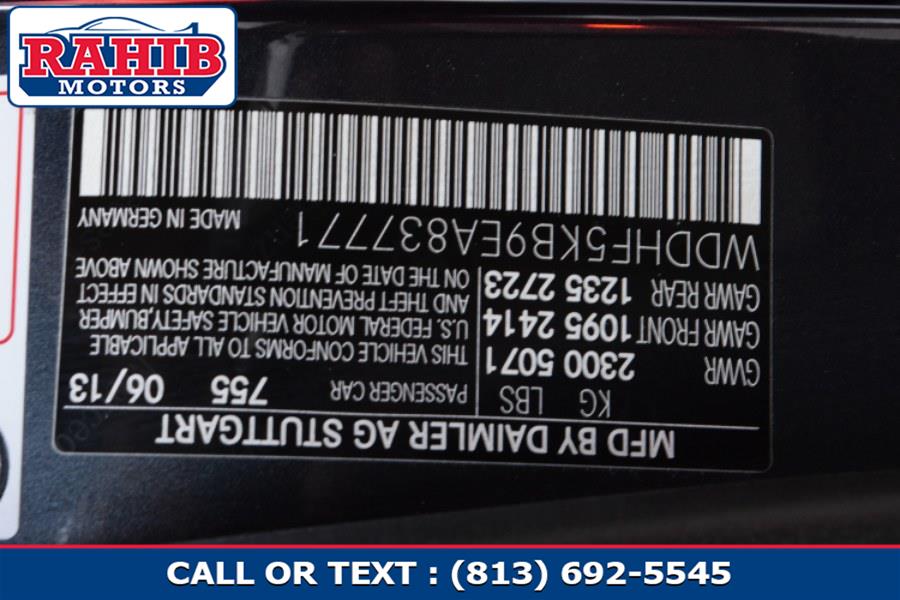 RAHIB
MOTORS
MFD BY DAIMLER AG STUTTGART
KG LBS
GVWR 2300 5071
GAWR FRONT 1095 2414
GAWR REAR 1235 2723
PASSENGER CAR 755 06/13
THIS VEHICLE CONFORMS TO ALL APPLICABLE
U.S. FEDERAL MOTOR VEHICLE SAFETY,BUMPER
AND THEFT PREVENTION STANDARDS IN EFFECT
ON THE DATE OF MANUFACTURE SHOWN ABOVE
WDDHF5KB9EA837771 MADE IN GERMANY
CALL OR TEXT : (813) 692-5545